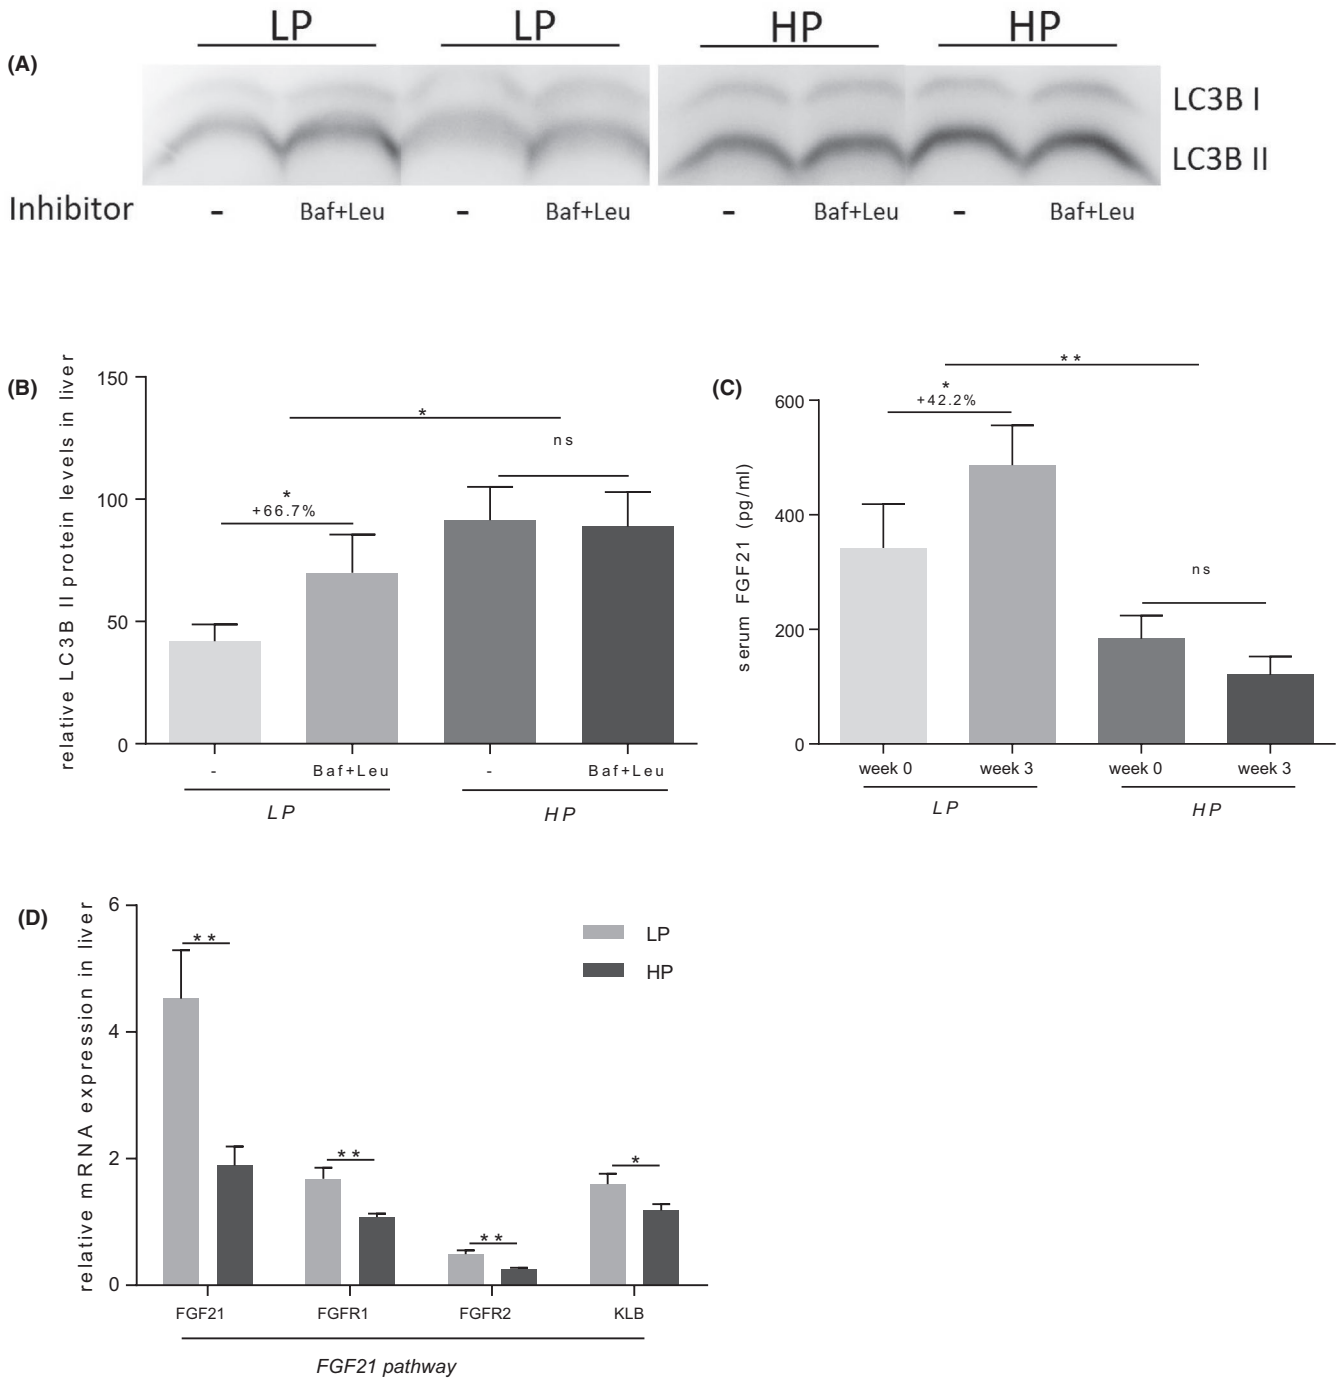 LP LP HP HP
(A)
LC3B I
LC3B II
Inhibitor - Baf+Leu - Baf+Leu - Baf+Leu - Baf+Leu
(B)
relative LC3B II protein levels in liver
150
100
50
0
*
ns
*
+66.7%
- Baf+Leu - Baf+Leu
LP HP
(C)
serum FGF21 (pg/ml)
600
400
200
0
**
*
+42.2%
ns
week 0 week 3 week 0 week 3
LP HP
(D)
relative mRNA expression in liver
6
4
2
0
**
**
**
*
LP
HP
FGF21 FGFR1 FGFR2 KLB
FGF21 pathway